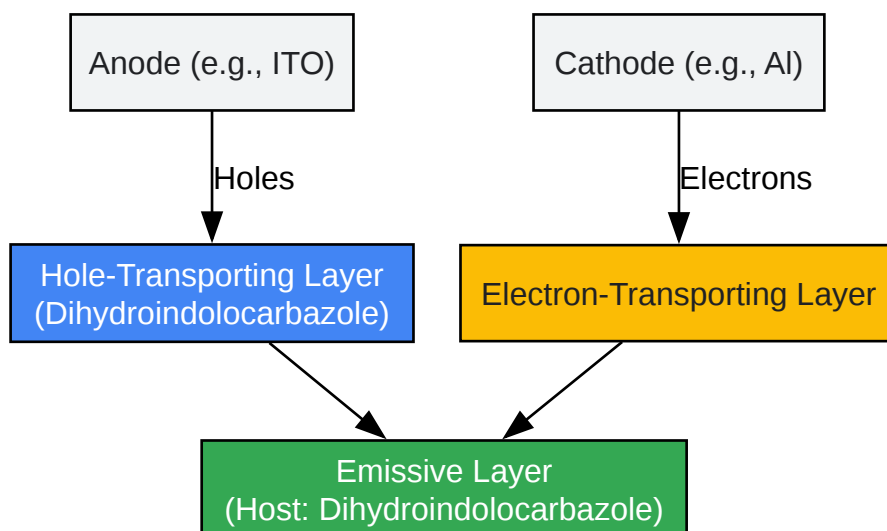 Anode (e.g., ITO)
Cathode (e.g., Al)
Holes
Electrons
Hole-Transporting Layer
(Dihydroindolocarbazole)
Electron-Transporting Layer
Emissive Layer
(Host: Dihydroindolocarbazole)